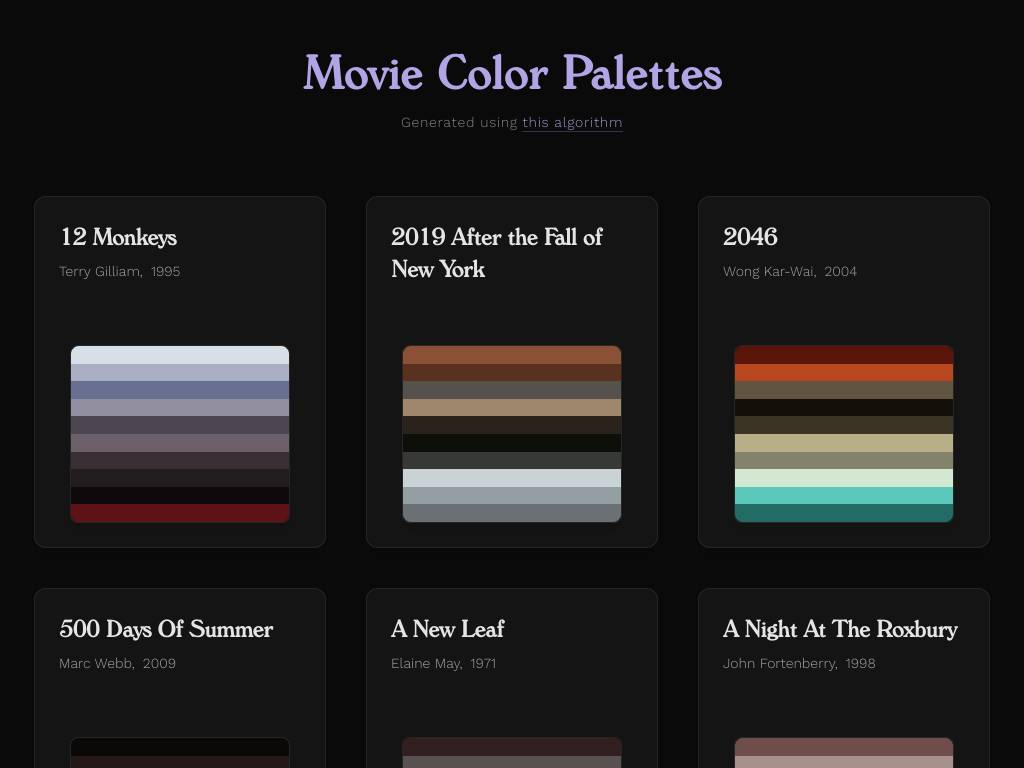 Movie Color Palettes
Generated using this algorithm
12 Monkeys
Terry Gilliam, 1995
2019 After the Fall of
New York
2046
Wong Kar-Wai, 2004
500 Days Of Summer
Marc Webb, 2009
A New Leaf
Elaine May, 1971
A Night At The Roxbury
John Fortenberry, 1998